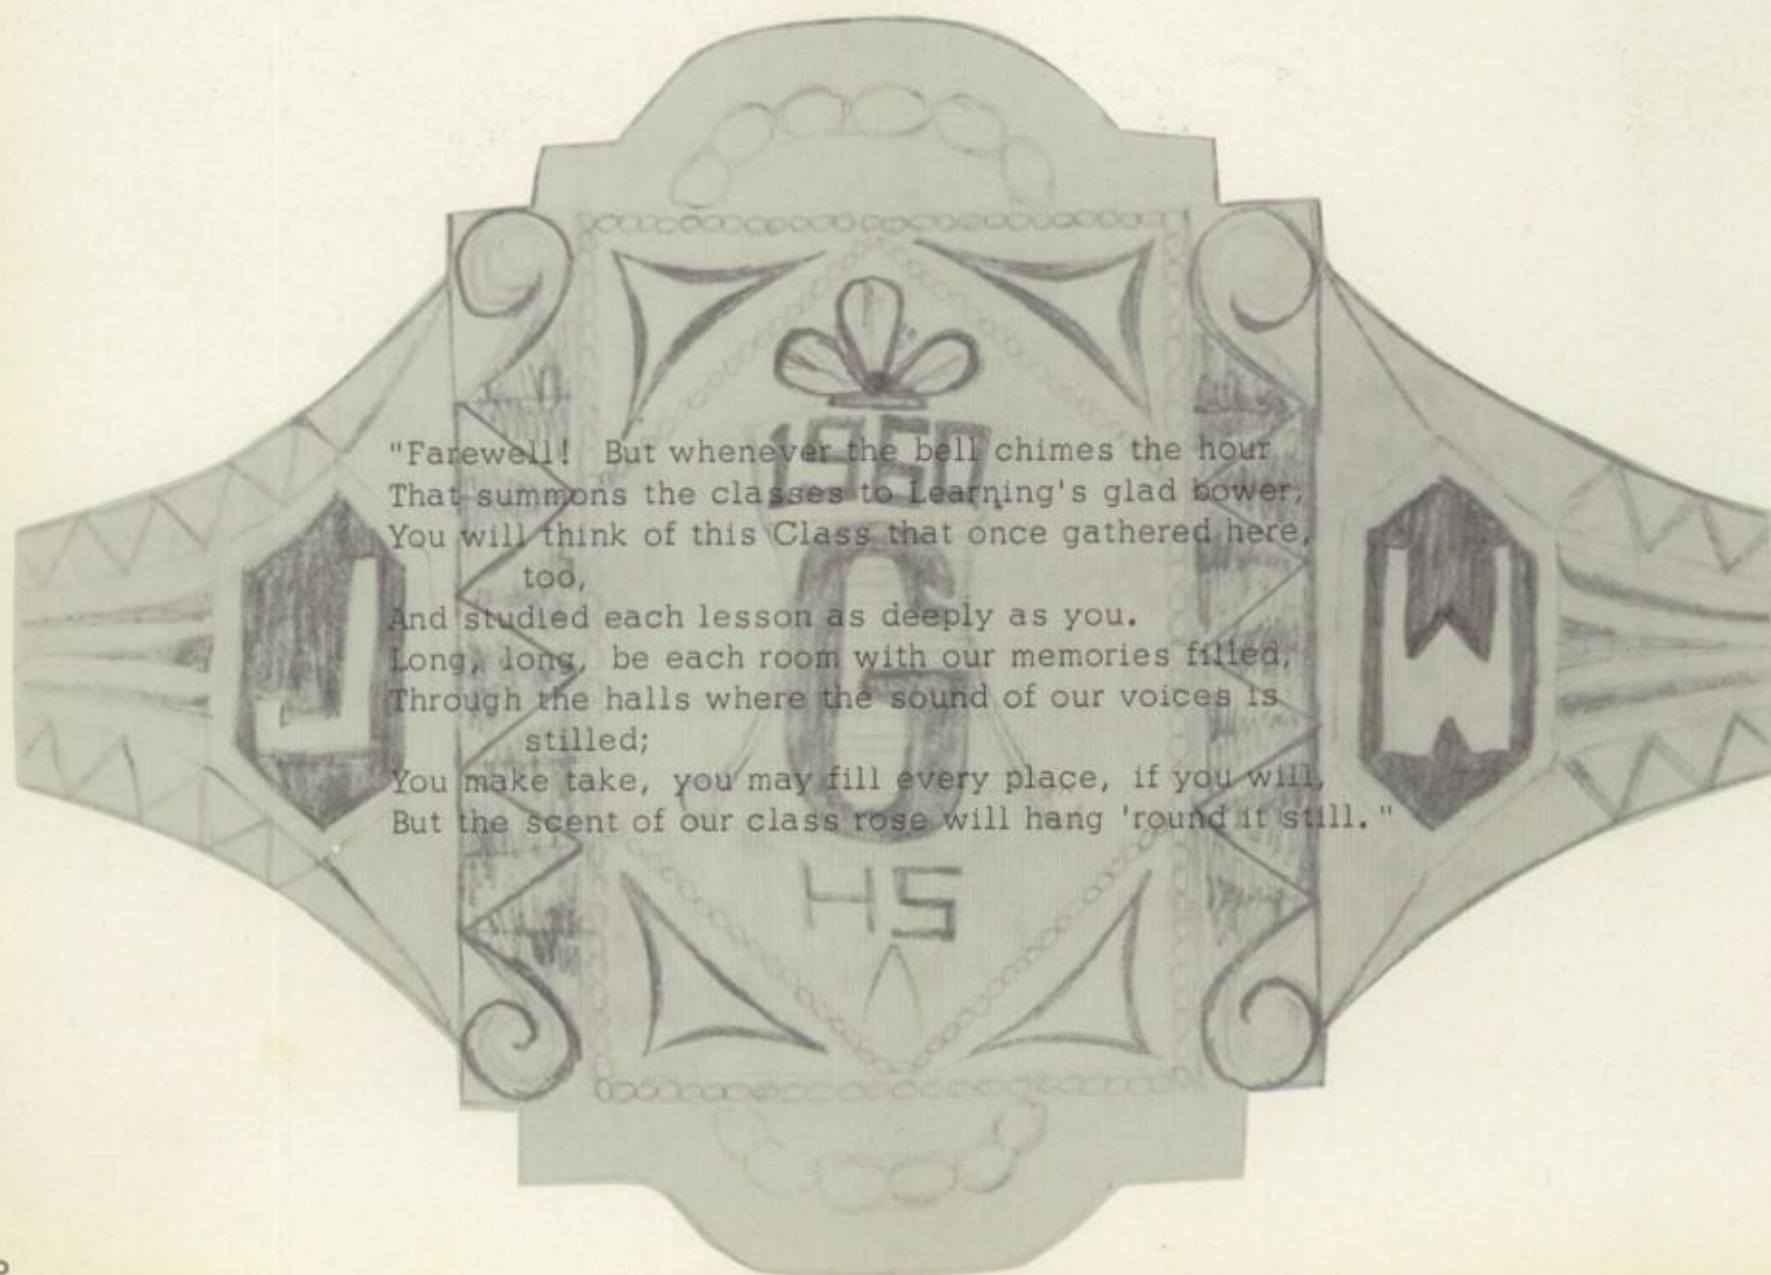 1960
G
HS
J
W
"Farewell! But whenever the bell chimes the hour
That summons the classes to Learning's glad bower,
You will think of this Class that once gathered here,
too,
And studied each lesson as deeply as you.
Long, long, be each room with our memories filled,
Through the halls where the sound of our voices is
stilled;
You make take, you may fill every place, if you will,
But the scent of our class rose will hang 'round it still."